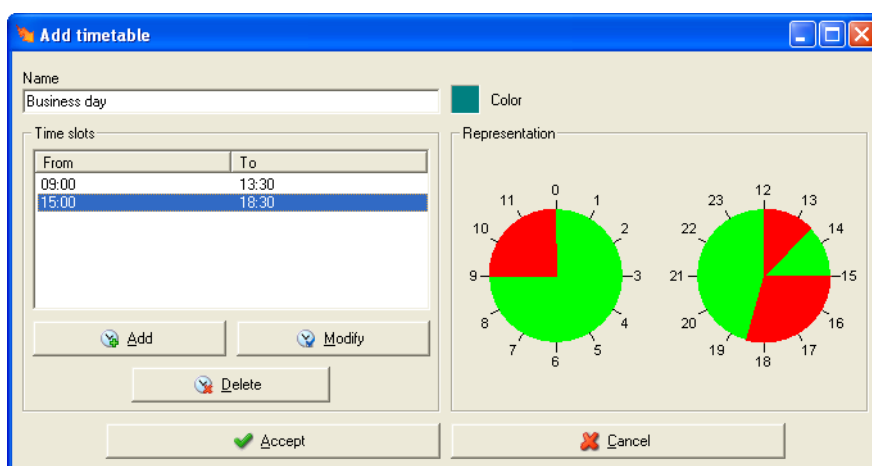 Add timetable
Name
Business day
Color
Time slots
From To
09:00 13:30
15:00 18:30
Add Modify
Delete
Representation
0
11 1
10 2
9 3
8 4
7 5
6
12
23 13
22 14
21 15
20 16
19 17
18
Accept Cancel